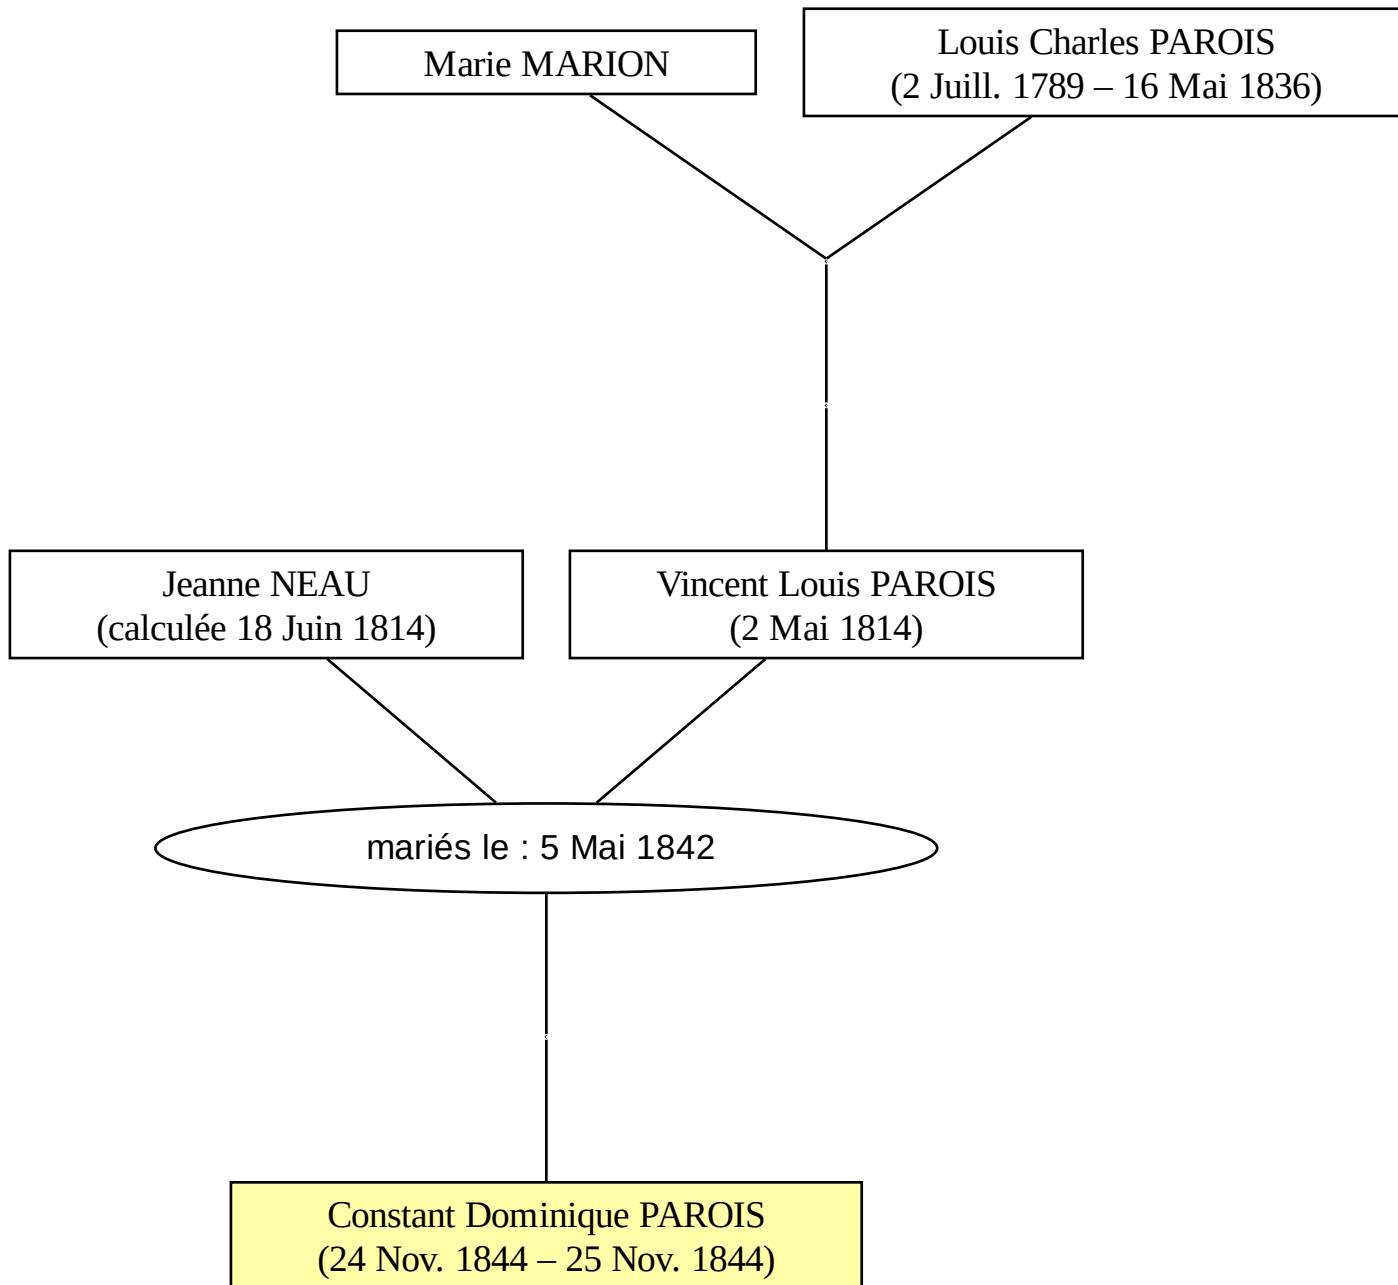 Marie MARION
Louis Charles PAROIS
(2 Juill. 1789 – 16 Mai 1836)
Jeanne NEAU
(calculée 18 Juin 1814)
Vincent Louis PAROIS
(2 Mai 1814)
mariés le : 5 Mai 1842
Constant Dominique PAROIS
(24 Nov. 1844 – 25 Nov. 1844)